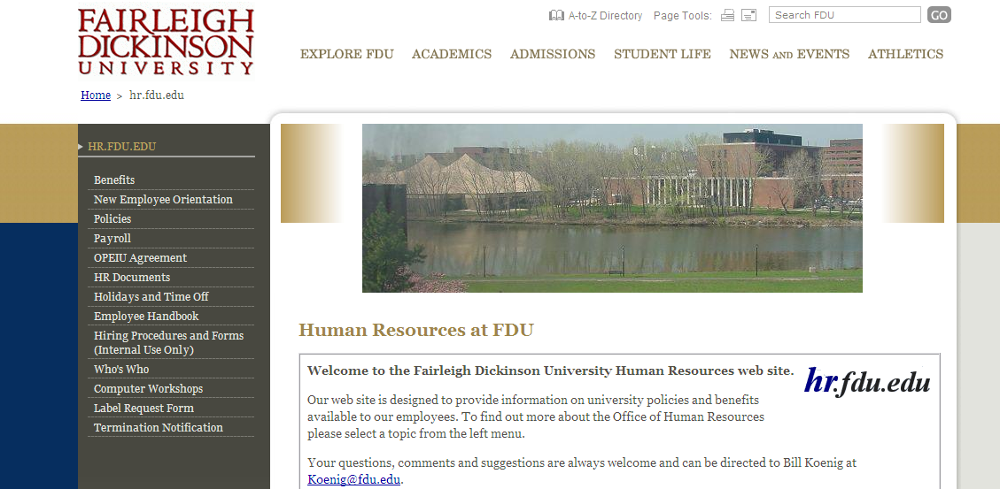 FAIRLEIGH
DICKINSON
UNIVERSITY
A-to-Z Directory Page Tools: Search FDU GO
EXPLORE FDU ACADEMICS ADMISSIONS STUDENT LIFE NEWS AND EVENTS ATHLETICS
Home > hr.fdu.edu
HR.FDU.EDU
Benefits
New Employee Orientation
Policies
Payroll
OPEIU Agreement
HR Documents
Holidays and Time Off
Employee Handbook
Hiring Procedures and Forms
(Internal Use Only)
Who's Who
Computer Workshops
Label Request Form
Termination Notification
Human Resources at FDU
Welcome to the Fairleigh Dickinson University Human Resources web site.
hr.fdu.edu
Our web site is designed to provide information on university policies and benefits
available to our employees. To find out more about the Office of Human Resources
please select a topic from the left menu.
Your questions, comments and suggestions are always welcome and can be directed to Bill Koenig at
Koenig@fdu.edu.